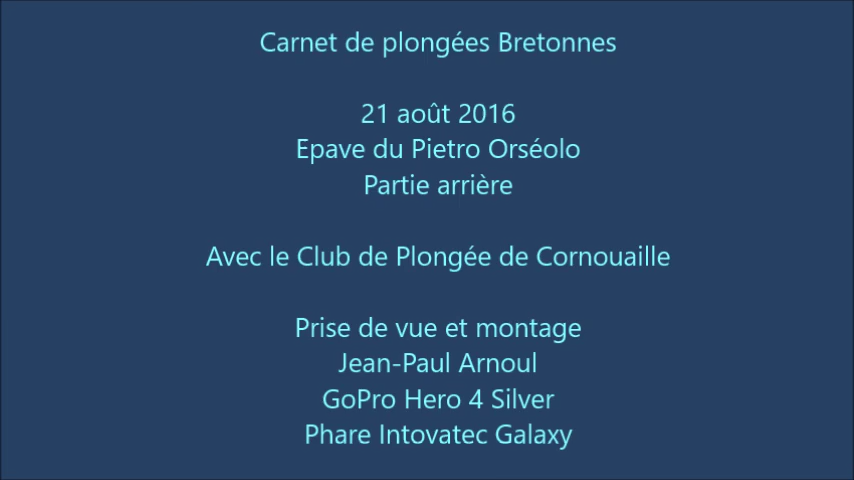 Carnet de plongées Bretonnes
21 août 2016
Epave du Pietro Orséolo
Partie arrière
Avec le Club de Plongée de Cornouaille
Prise de vue et montage
Jean-Paul Arnoul
GoPro Hero 4 Silver
Phare Intovatec Galaxy